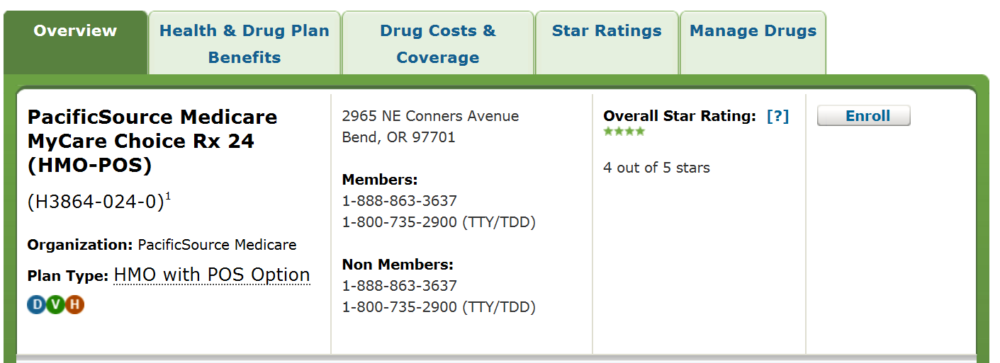 Overview
Health & Drug Plan
Benefits
Drug Costs &
Coverage
Star Ratings
Manage Drugs
PacificSource Medicare
MyCare Choice Rx 24
(HMO-POS)
(H3864-024-0)1
Organization: PacificSource Medicare
Plan Type: HMO with POS Option
D V H
2965 NE Conners Avenue
Bend, OR 97701
Members:
1-888-863-3637
1-800-735-2900 (TTY/TDD)
Non Members:
1-888-863-3637
1-800-735-2900 (TTY/TDD)
Overall Star Rating: [?]
4 out of 5 stars
Enroll